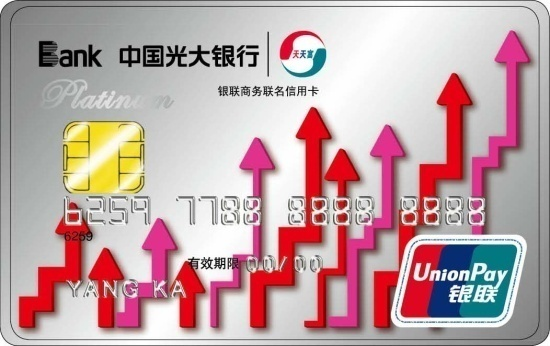 Bank 中国光大银行 天天富
Platinum 银联商务联名信用卡
6259 7788 8888 8888
6259
有效期限 00/00
YANG KA
UnionPay
银联